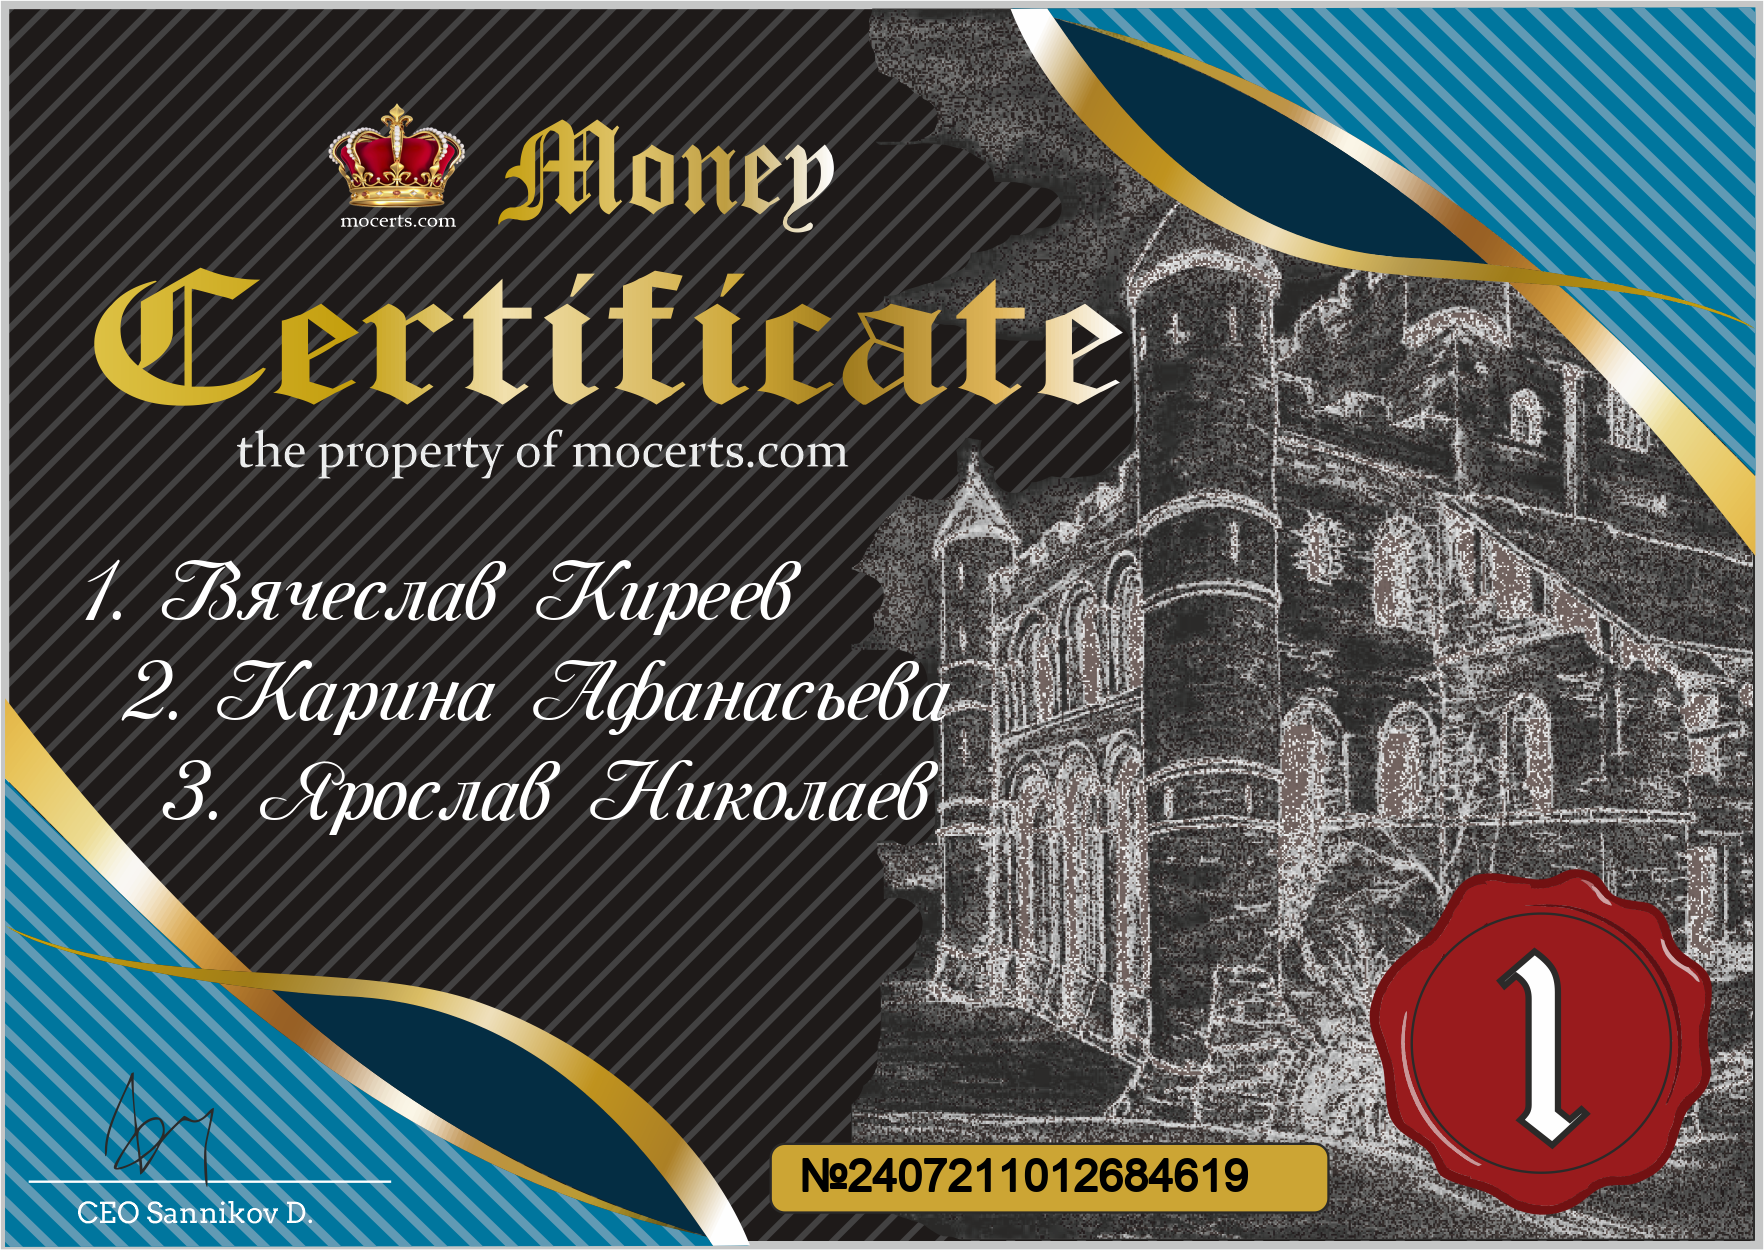 mocerts.com
Money
Certificate
the property of mocerts.com
1. Вячеслав Киреев
2. Карина Афанасьева
3. Ярослав Николаев
1
№2407211012684619
CEO Sannikov D.